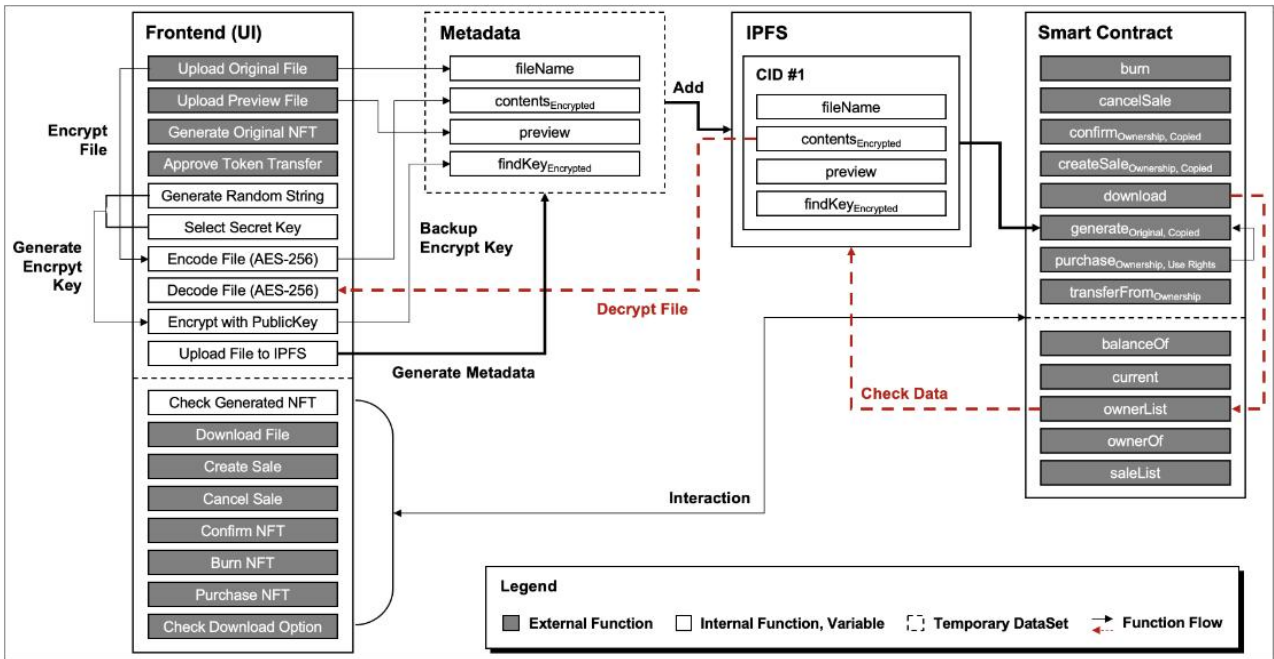 Frontend (UI)
Upload Original File
Upload Preview File
Generate Original NFT
Approve Token Transfer
Generate Random String
Select Secret Key
Encode File (AES-256)
Decode File (AES-256)
Encrypt with PublicKey
Upload File to IPFS
Check Generated NFT
Download File
Create Sale
Cancel Sale
Confirm NFT
Burn NFT
Purchase NFT
Check Download Option
Encrypt
File
Generate
Encrpyt
Key
Metadata
fileName
contentsEncrypted
preview
findKeyEncrypted
Backup
Encrypt Key
Generate Metadata
Add
Decrypt File
IPFS
CID #1
fileName
contentsEncrypted
preview
findKeyEncrypted
Check Data
Interaction
Smart Contract
burn
cancelSale
confirmOwnership, Copied
createSaleOwnership, Copied
download
generateOriginal, Copied
purchaseOwnership, Use Rights
transferFromOwnership
balanceOf
current
ownerList
ownerOf
saleList
Legend
External Function
Internal Function, Variable
Temporary DataSet
Function Flow